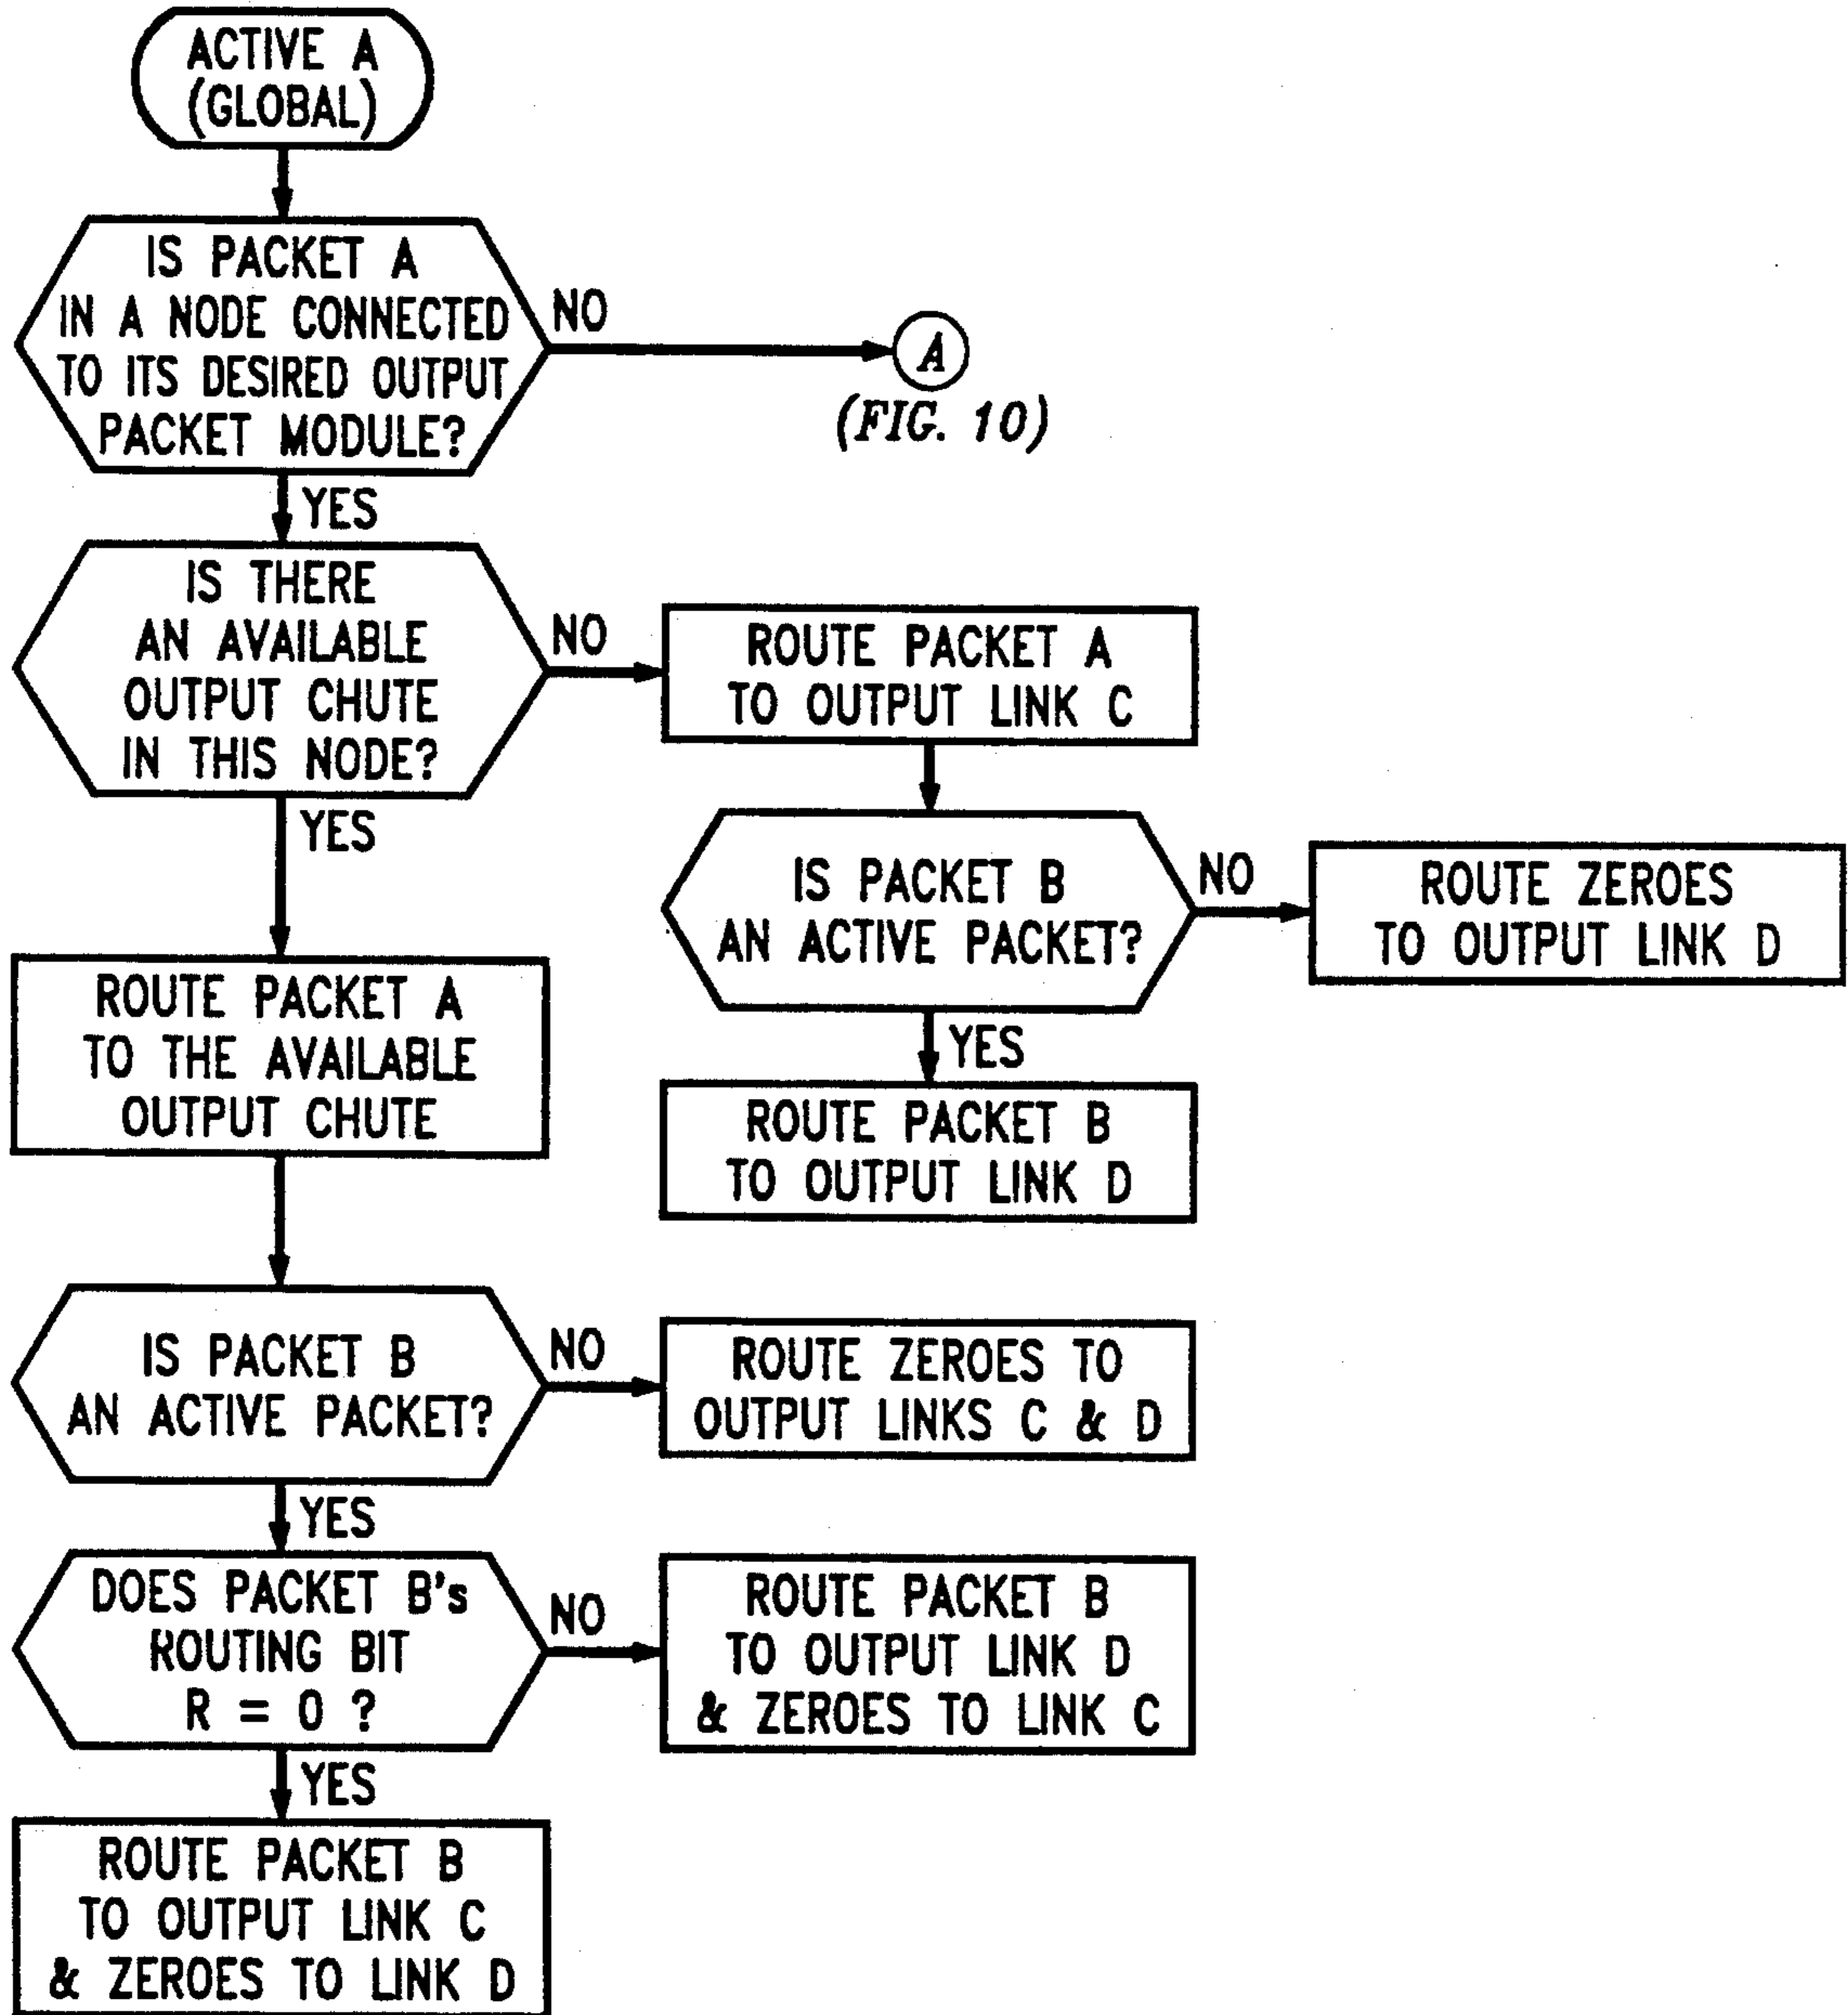 ACTIVE A
(GLOBAL)
IS PACKET A
IN A NODE CONNECTED
TO ITS DESIRED OUTPUT
PACKET MODULE?
NO
A
(FIG. 10)
YES
IS THERE
AN AVAILABLE
OUTPUT CHUTE
IN THIS NODE?
NO
ROUTE PACKET A
TO OUTPUT LINK C
YES
IS PACKET B
AN ACTIVE PACKET?
NO
ROUTE ZEROES
TO OUTPUT LINK D
YES
ROUTE PACKET B
TO OUTPUT LINK D
ROUTE PACKET A
TO THE AVAILABLE
OUTPUT CHUTE
IS PACKET B
AN ACTIVE PACKET?
NO
ROUTE ZEROES TO
OUTPUT LINKS C & D
YES
DOES PACKET B's
ROUTING BIT
R = 0 ?
NO
ROUTE PACKET B
TO OUTPUT LINK D
& ZEROES TO LINK C
YES
ROUTE PACKET B
TO OUTPUT LINK C
& ZEROES TO LINK D